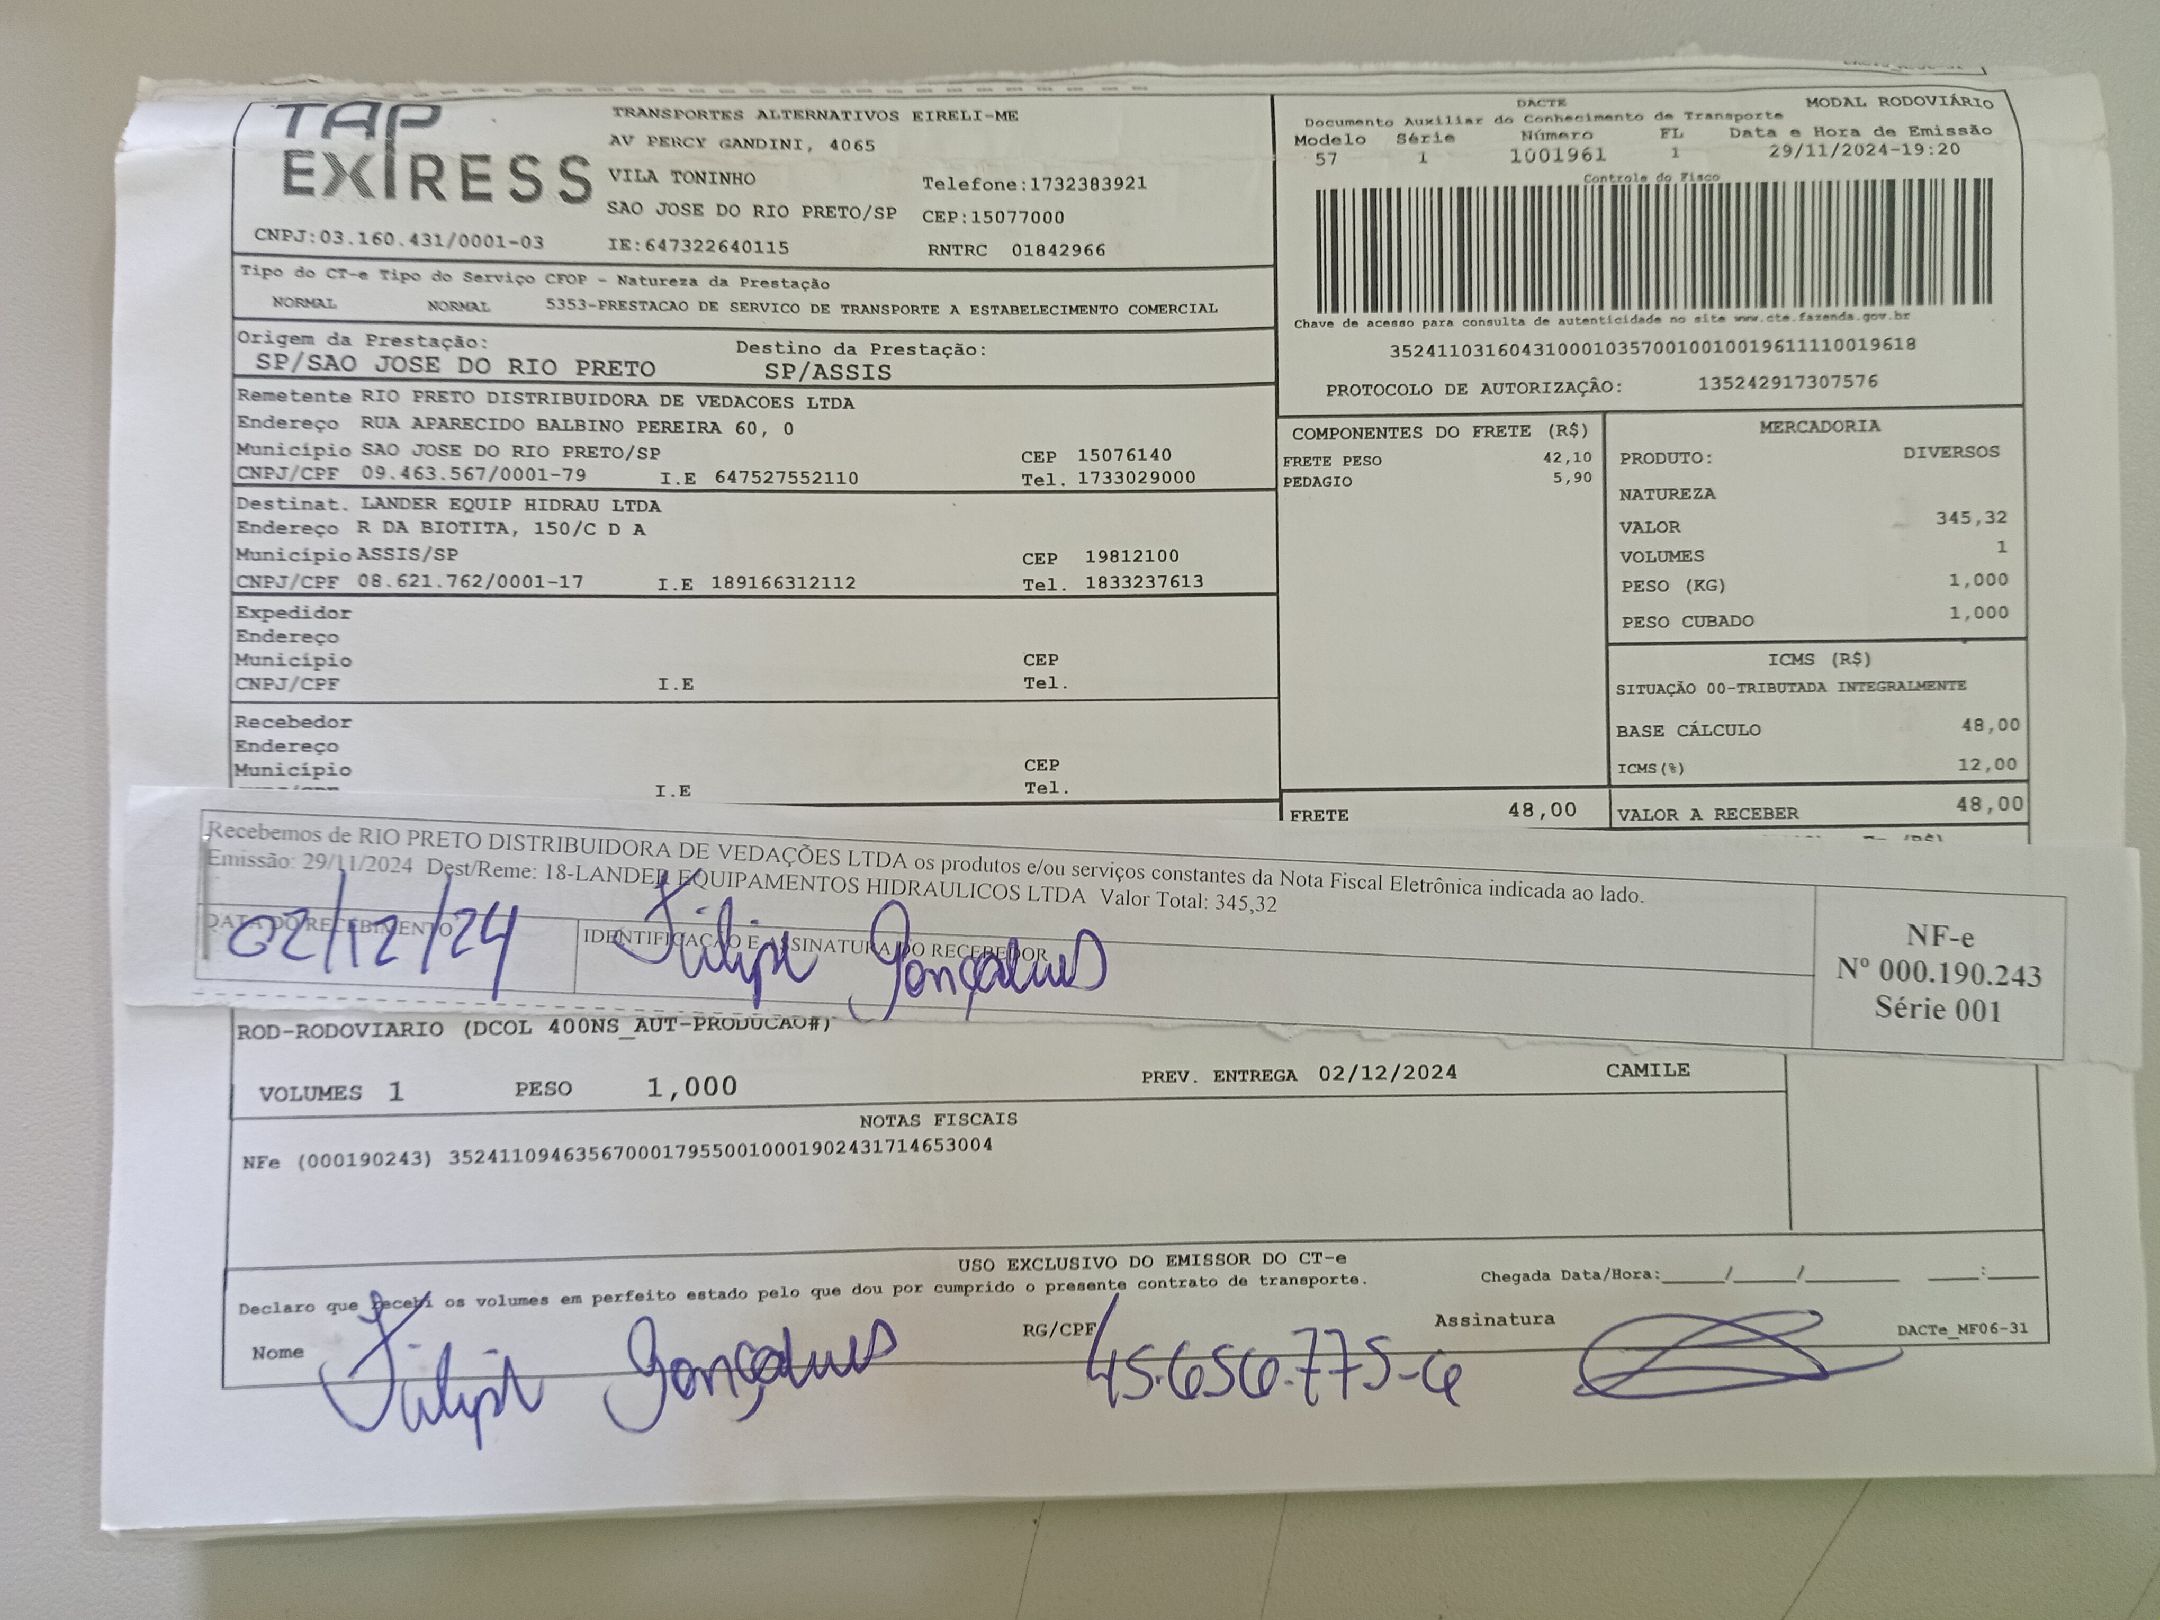 TAP
EXPRESS
TRANSPORTES ALTERNATIVOS EIRELI-ME
AV PERCY GANDINI, 4065
VILA TONINHO Telefone:1732383921
SAO JOSE DO RIO PRETO/SP CEP:15077000
CNPJ:03.160.431/0001-03 IE:647322640115 RNTRC 01842966
DACTE MODAL RODOVIÁRIO
Documento Auxiliar do Conhecimento de Transporte
Modelo Série Número FL Data e Hora de Emissão
57 1 1001961 1 29/11/2024-19:20
Controle do Fisco
Chave de acesso para consulta de autenticidade no site www.cte.fazenda.gov.br
35241103160431000103570010010019611110019618
PROTOCOLO DE AUTORIZAÇÃO: 135242917307576
Tipo do CT-e Tipo do Serviço CFOP - Natureza da Prestação
NORMAL NORMAL 5353-PRESTACAO DE SERVICO DE TRANSPORTE A ESTABELECIMENTO COMERCIAL
Origem da Prestação: Destino da Prestação:
SP/SAO JOSE DO RIO PRETO SP/ASSIS
Remetente RIO PRETO DISTRIBUIDORA DE VEDACOES LTDA
Endereço RUA APARECIDO BALBINO PEREIRA 60, 0
Município SAO JOSE DO RIO PRETO/SP CEP 15076140
CNPJ/CPF 09.463.567/0001-79 I.E 647527552110 Tel. 1733029000
Destinat. LANDER EQUIP HIDRAU LTDA
Endereço R DA BIOTITA, 150/C D A
Município ASSIS/SP CEP 19812100
CNPJ/CPF 08.621.762/0001-17 I.E 189166312112 Tel. 1833237613
Expedidor
Endereço
Município CEP
CNPJ/CPF I.E Tel.
Recebedor
Endereço
Município CEP
I.E Tel.
COMPONENTES DO FRETE (R$)
FRETE PESO 42,10
PEDAGIO 5,90
FRETE 48,00
MERCADORIA
PRODUTO: DIVERSOS
NATUREZA
VALOR 345,32
VOLUMES 1
PESO (KG) 1,000
PESO CUBADO 1,000
ICMS (R$)
SITUAÇÃO 00-TRIBUTADA INTEGRALMENTE
BASE CÁLCULO 48,00
ICMS(%) 12,00
VALOR A RECEBER 48,00
Recebemos de RIO PRETO DISTRIBUIDORA DE VEDAÇÕES LTDA os produtos e/ou serviços constantes da Nota Fiscal Eletrônica indicada ao lado.
Emissão: 29/11/2024 Dest/Reme: 18-LANDER EQUIPAMENTOS HIDRAULICOS LTDA Valor Total: 345,32
DATA DO RECEBIMENTO IDENTIFICAÇÃO E ASSINATURA DO RECEBEDOR
02/12/24 Filipe Gonçalves
NF-e
Nº 000.190.243
Série 001
ROD-RODOVIARIO (DCOL 400NS_AUT-PRODUCAO#)
VOLUMES 1 PESO 1,000 PREV. ENTREGA 02/12/2024 CAMILE
NOTAS FISCAIS
NFe (000190243) 35241109463567000179550010001902431714653004
USO EXCLUSIVO DO EMISSOR DO CT-e
Declaro que recebi os volumes em perfeito estado pelo que dou por cumprido o presente contrato de transporte. Chegada Data/Hora:____/____/______ ___:____
Nome Filipe Gonçalves RG/CPF 45.656.775-6 Assinatura
DACTe_MF06-31